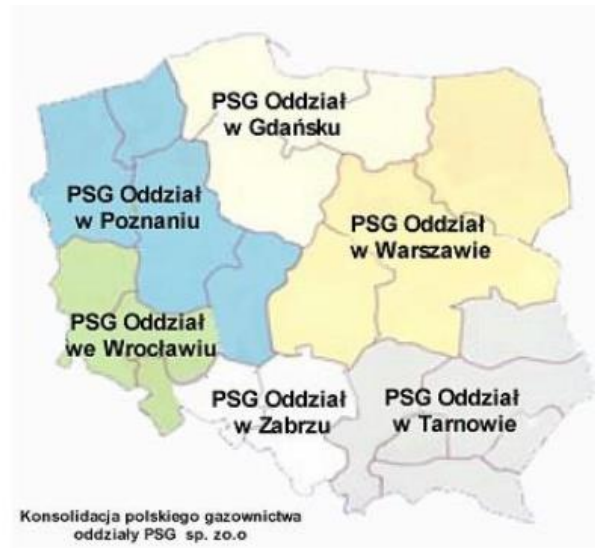 PSG Oddział
w Gdańsku
PSG Oddział
w Poznaniu
PSG Oddział
w Warszawie
PSG Oddział
we Wrocławiu
PSG Oddział
w Zabrzu
PSG Oddział
w Tarnowie
Konsolidacja polskiego gazownictwa
oddziały PSG sp. zo.o